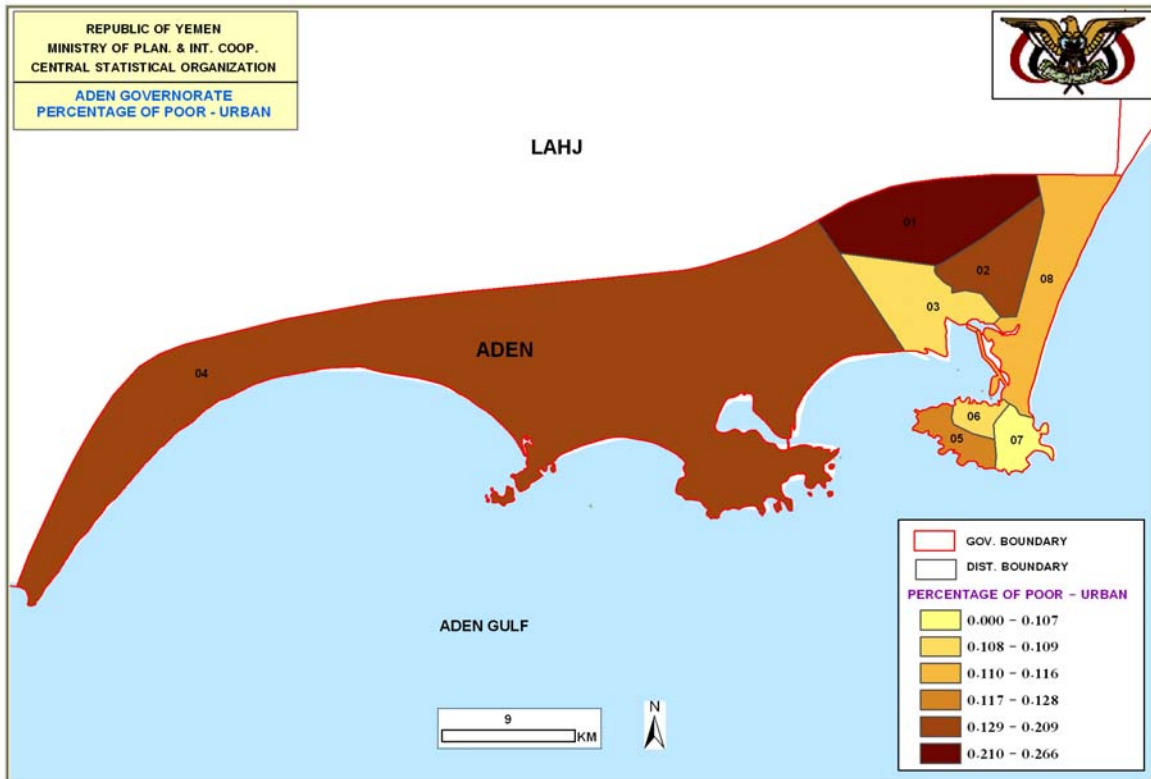 REPUBLIC OF YEMEN
MINISTRY OF PLAN. & INT. COOP.
CENTRAL STATISTICAL ORGANIZATION
ADEN GOVERNORATE
PERCENTAGE OF POOR - URBAN
LAHJ
01
02
08
03
ADEN
04
06
05
07
GOV. BOUNDARY
DIST. BOUNDARY
PERCENTAGE OF POOR - URBAN
0.000 - 0.107
0.108 - 0.109
0.110 - 0.116
0.117 - 0.128
0.129 - 0.209
0.210 - 0.266
ADEN GULF
9
KM
N